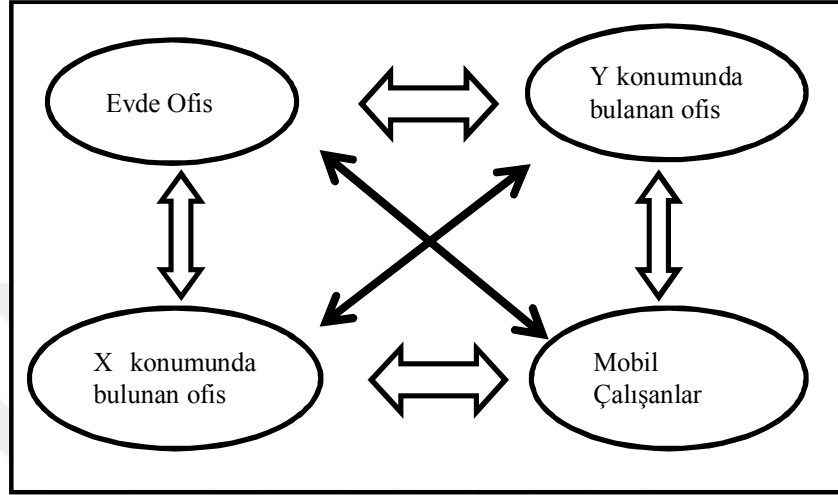 Evde Ofis
Y konumunda
bulanan ofis
X konumunda
bulunan ofis
Mobil
Çalışanlar